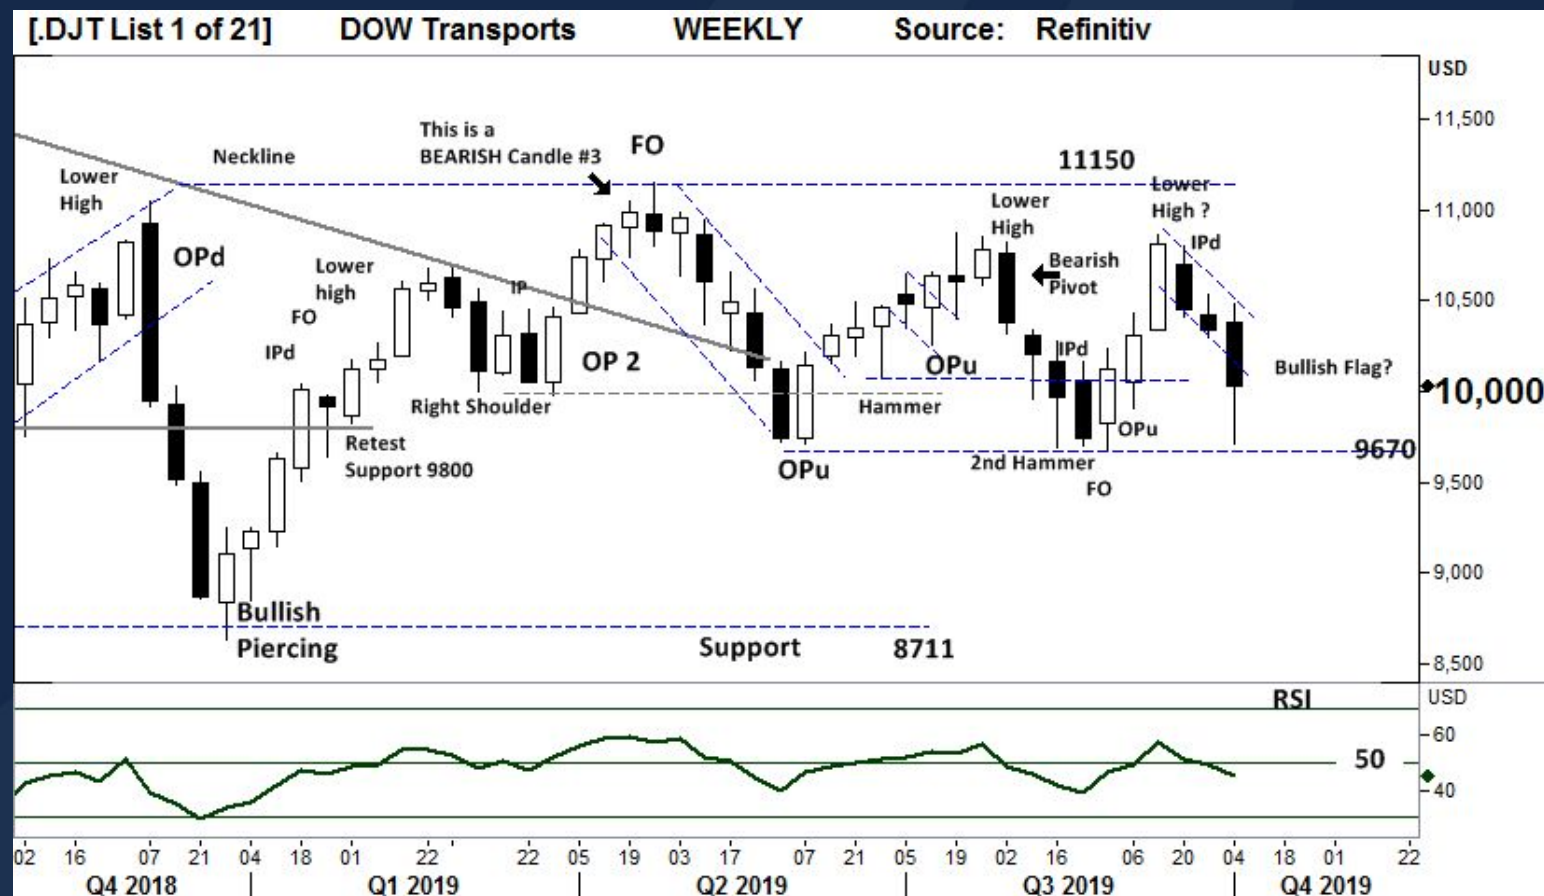 [.DJT List 1 of 21] DOW Transports WEEKLY Source: Refinitiv
USD
11,500
This is a
BEARISH Candle #3
FO
Neckline
11150
Lower
High
Lower
High ?
11,000
Lower
High
OPd
IPd
Bearish
Pivot
Lower
high
IP
10,500
FO
IPd
IPd
OP 2
OPu
Bullish Flag?
10,000
Right Shoulder
Hammer
Retest
Support 9800
OPu
9670
OPu
2nd Hammer
FO
9,500
9,000
Bullish
Piercing
Support
8711
8,500
RSI
USD
60
50
40
02 16 07 21 04 18 01 22 22 05 19 03 17 07 21 05 19 02 16 06 20 04 18 01 22
Q4 2018 Q1 2019 Q2 2019 Q3 2019 Q4 2019